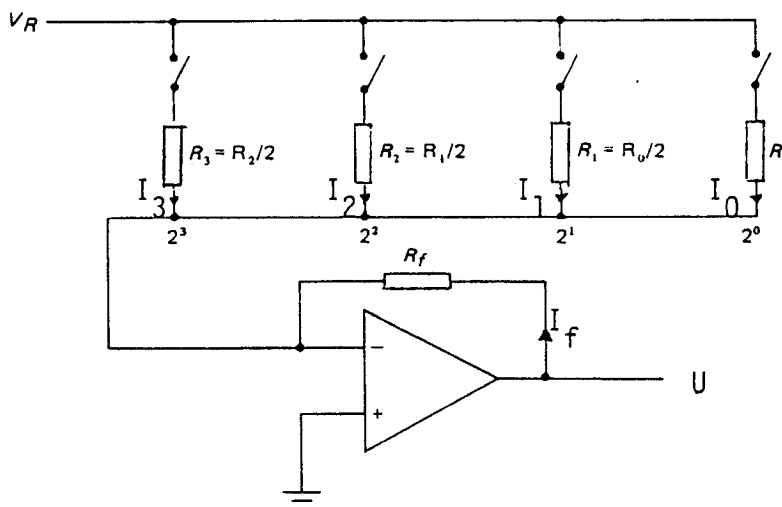 V_R
R₃ = R₂/2
R₂ = R₁/2
R₁ = R₀/2
R
I₃
I₂
I₁
I₀
2³
2²
2¹
2⁰
R_f
I_f
−
+
U